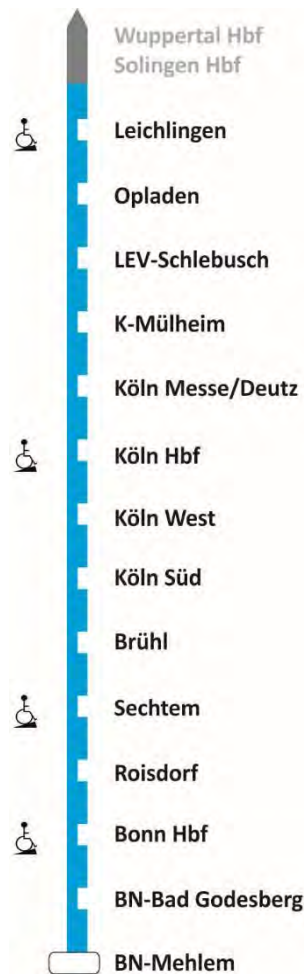 Wuppertal Hbf
Solingen Hbf
Leichlingen
Opladen
LEV-Schlebusch
K-Mülheim
Köln Messe/Deutz
Köln Hbf
Köln West
Köln Süd
Brühl
Sechtem
Roisdorf
Bonn Hbf
BN-Bad Godesberg
BN-Mehlem